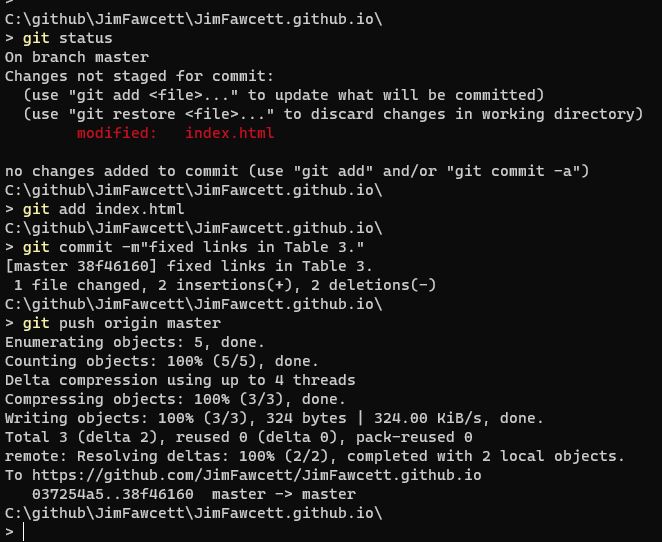 >
C:\github\JimFawcett\JimFawcett.github.io\
> git status
On branch master
Changes not staged for commit:
  (use "git add <file>..." to update what will be committed)
  (use "git restore <file>..." to discard changes in working directory)
        modified:   index.html

no changes added to commit (use "git add" and/or "git commit -a")
C:\github\JimFawcett\JimFawcett.github.io\
> git add index.html
C:\github\JimFawcett\JimFawcett.github.io\
> git commit -m"fixed links in Table 3."
[master 38f46160] fixed links in Table 3.
 1 file changed, 2 insertions(+), 2 deletions(-)
C:\github\JimFawcett\JimFawcett.github.io\
> git push origin master
Enumerating objects: 5, done.
Counting objects: 100% (5/5), done.
Delta compression using up to 4 threads
Compressing objects: 100% (3/3), done.
Writing objects: 100% (3/3), 324 bytes | 324.00 KiB/s, done.
Total 3 (delta 2), reused 0 (delta 0), pack-reused 0
remote: Resolving deltas: 100% (2/2), completed with 2 local objects.
To https://github.com/JimFawcett/JimFawcett.github.io
   037254a5..38f46160  master -> master
C:\github\JimFawcett\JimFawcett.github.io\
>